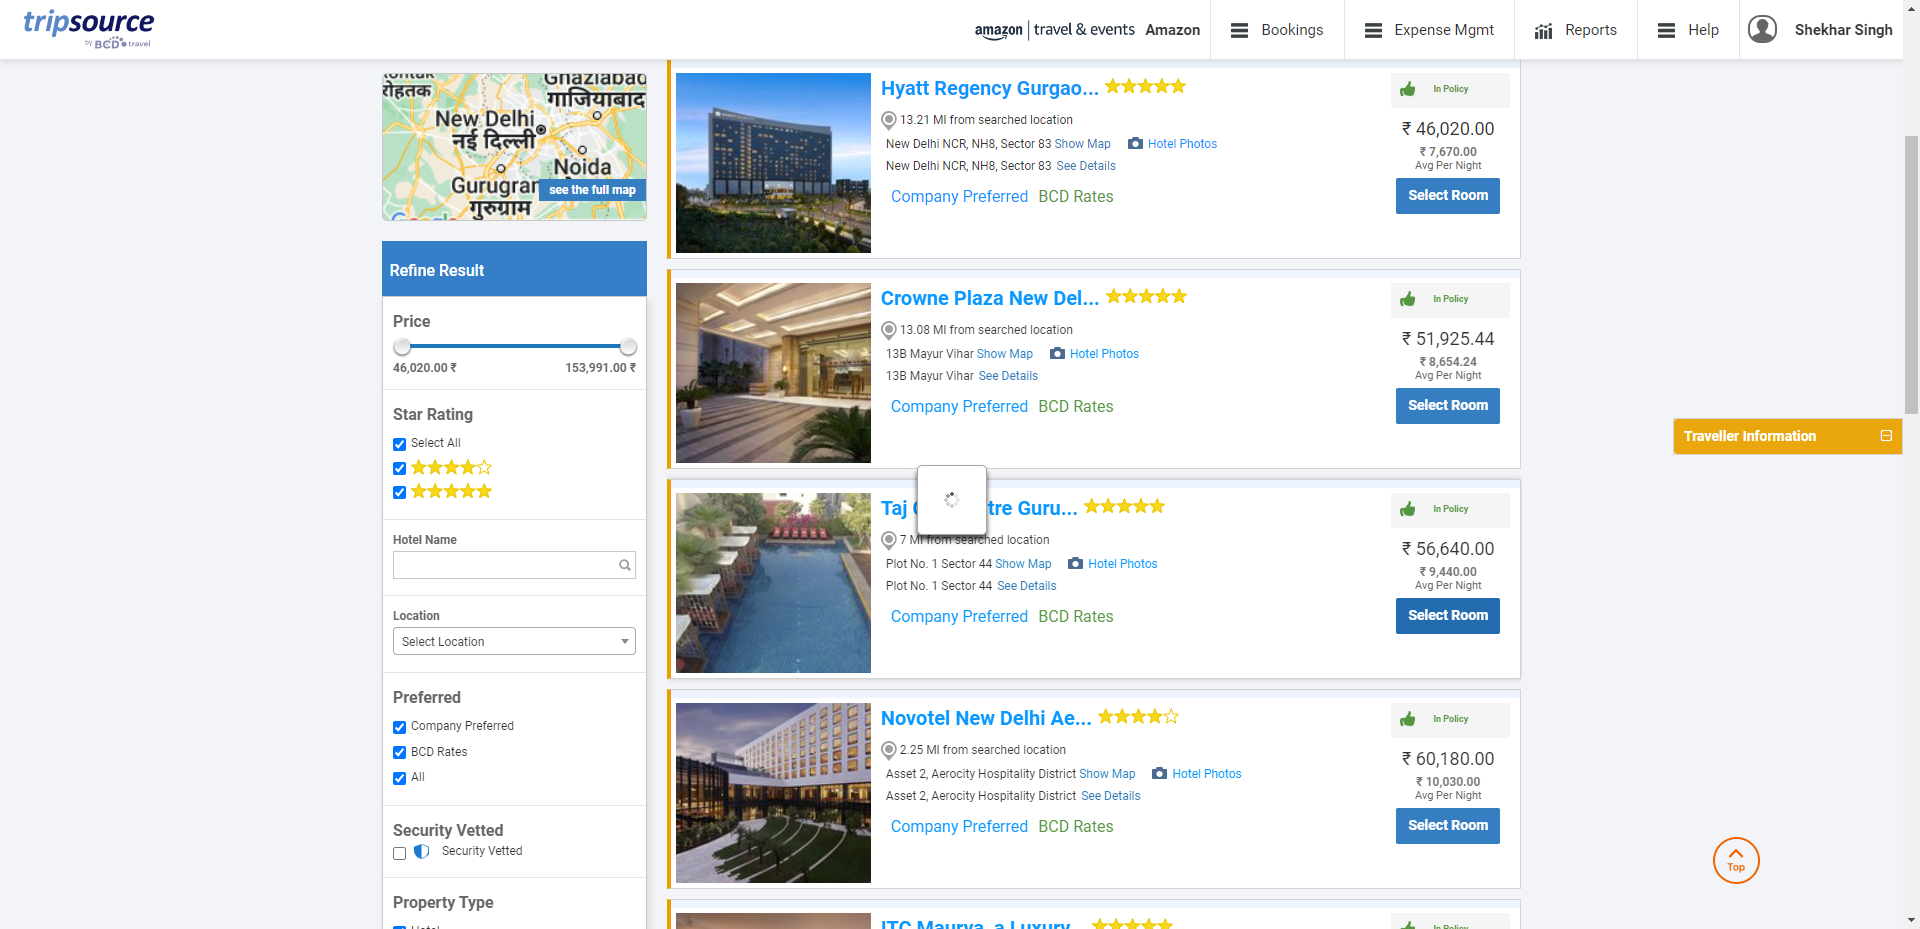 tripsource
by BCD travel
amazon | travel & events Amazon
Bookings
Expense Mgmt
Reports
Help
Shekhar Singh
रोहतक
Ghaziabad
गाजियाबाद
New Delhi
नई दिल्ली
Noida
Gurugram
गुरुग्राम
see the full map
Google
Refine Result
Price
46,020.00 ₹
153,991.00 ₹
Star Rating
Select All
Hotel Name
Location
Select Location
Preferred
Company Preferred
BCD Rates
All
Security Vetted
Security Vetted
Property Type
Hotel
Hyatt Regency Gurgao...
13.21 MI from searched location
New Delhi NCR, NH8, Sector 83 Show Map Hotel Photos
New Delhi NCR, NH8, Sector 83 See Details
Company Preferred BCD Rates
In Policy
₹ 46,020.00
₹ 7,670.00
Avg Per Night
Select Room
Crowne Plaza New Del...
13.08 MI from searched location
13B Mayur Vihar Show Map Hotel Photos
13B Mayur Vihar See Details
Company Preferred BCD Rates
In Policy
₹ 51,925.44
₹ 8,654.24
Avg Per Night
Select Room
Taj tre Guru...
7 MI from searched location
Plot No. 1 Sector 44 Show Map Hotel Photos
Plot No. 1 Sector 44 See Details
Company Preferred BCD Rates
In Policy
₹ 56,640.00
₹ 9,440.00
Avg Per Night
Select Room
Novotel New Delhi Ae...
2.25 MI from searched location
Asset 2, Aerocity Hospitality District Show Map Hotel Photos
Asset 2, Aerocity Hospitality District See Details
Company Preferred BCD Rates
In Policy
₹ 60,180.00
₹ 10,030.00
Avg Per Night
Select Room
ITC Maurya, a Luxury...
In Policy
Traveller Information
Top